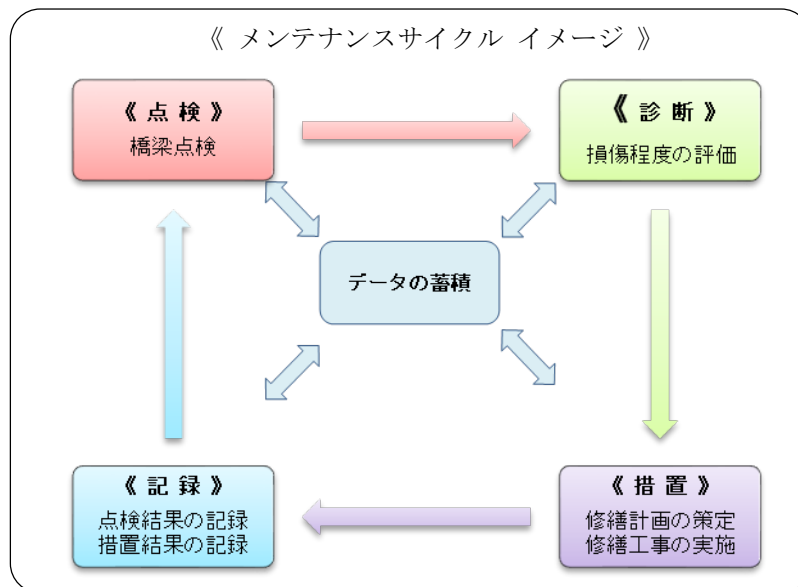 《 メンテナンスサイクル イメージ 》
《 点 検 》
橋梁点検
《 診 断 》
損傷程度の評価
データの蓄積
《 記 録 》
点検結果の記録
措置結果の記録
《 措 置 》
修繕計画の策定
修繕工事の実施